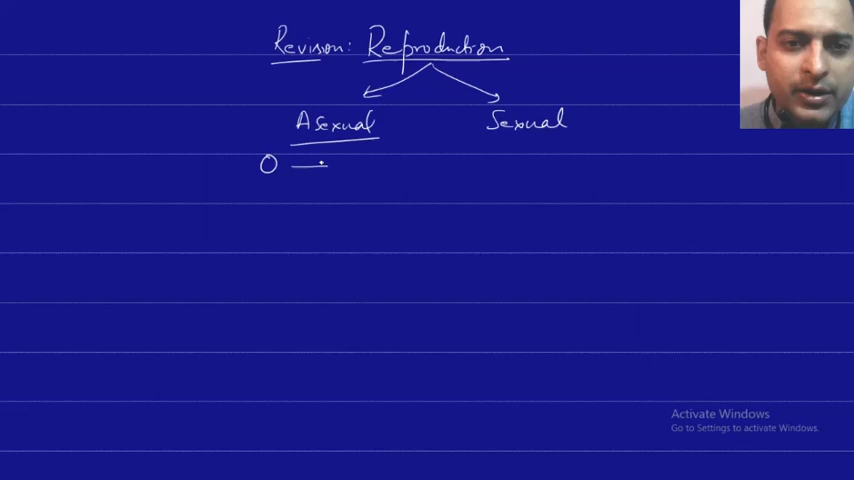 Revision: Reproduction
Asexual Sexual
Activate Windows
Go to Settings to activate Windows.